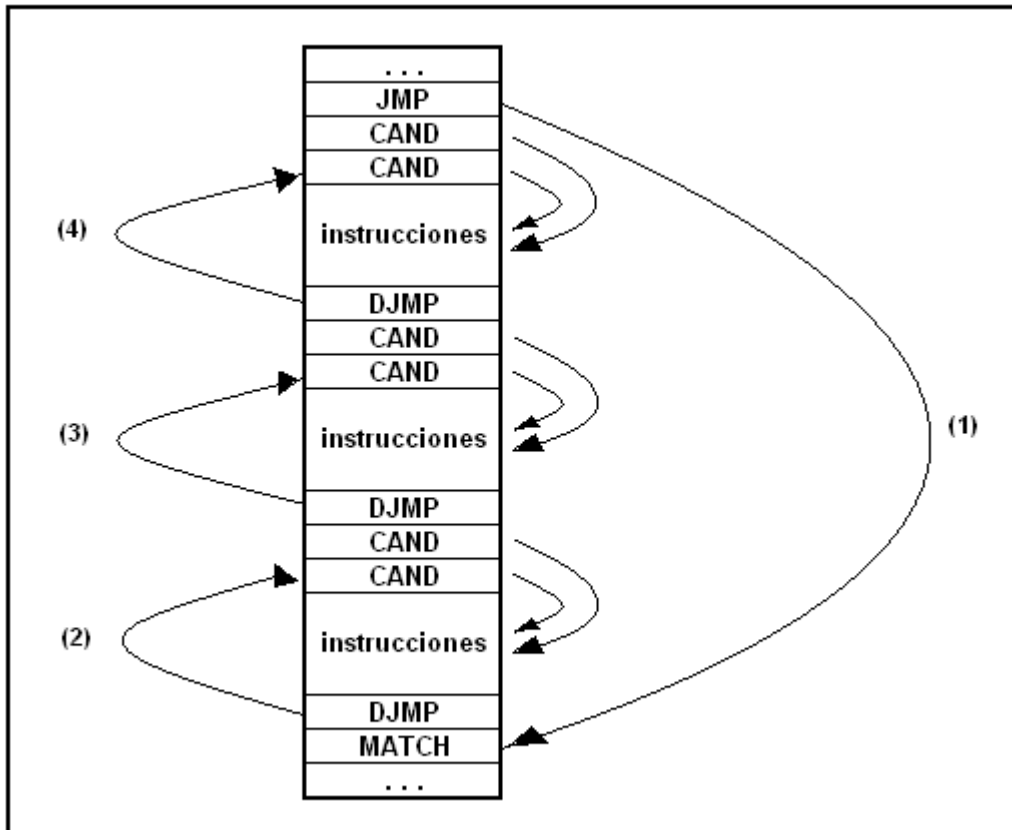 . . .
JMP
CAND
CAND
(4)
instrucciones
DJMP
CAND
CAND
(3)
instrucciones
(1)
DJMP
CAND
CAND
(2)
instrucciones
DJMP
MATCH
. . .